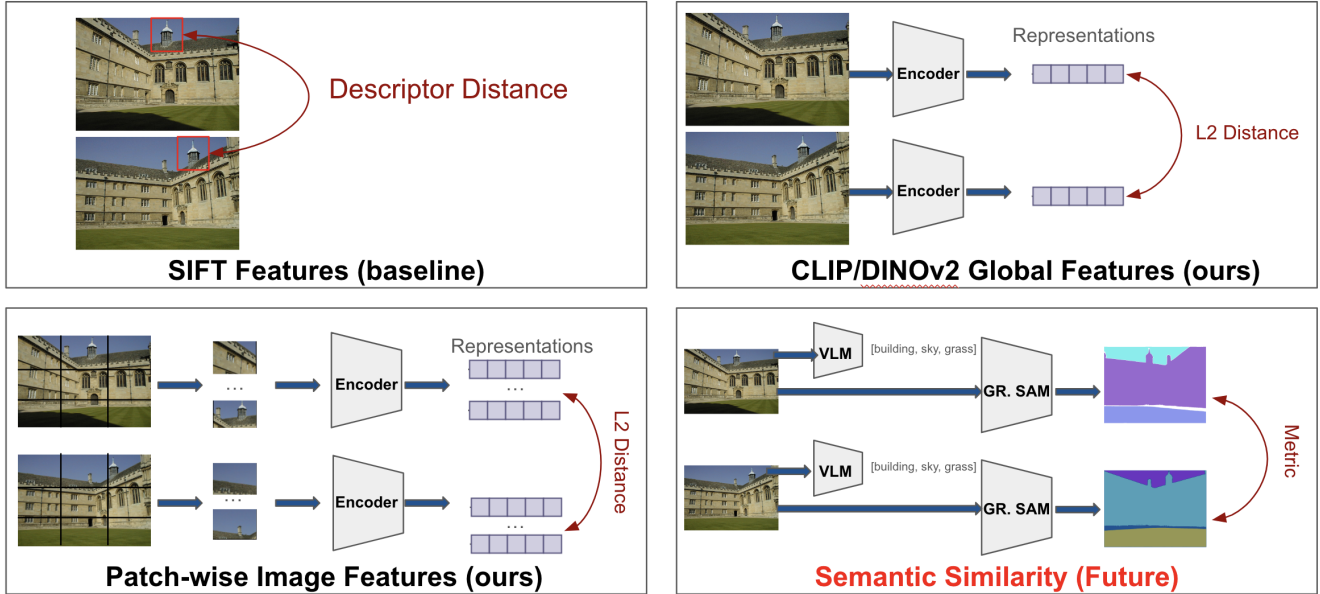 Descriptor Distance
SIFT Features (baseline)
Representations
Encoder
L2 Distance
Encoder
CLIP/DINOv2 Global Features (ours)
Representations
...
Encoder
...
...
Encoder
...
L2 Distance
Patch-wise Image Features (ours)
VLM
[building, sky, grass]
GR. SAM
VLM
[building, sky, grass]
GR. SAM
Metric
Semantic Similarity (Future)